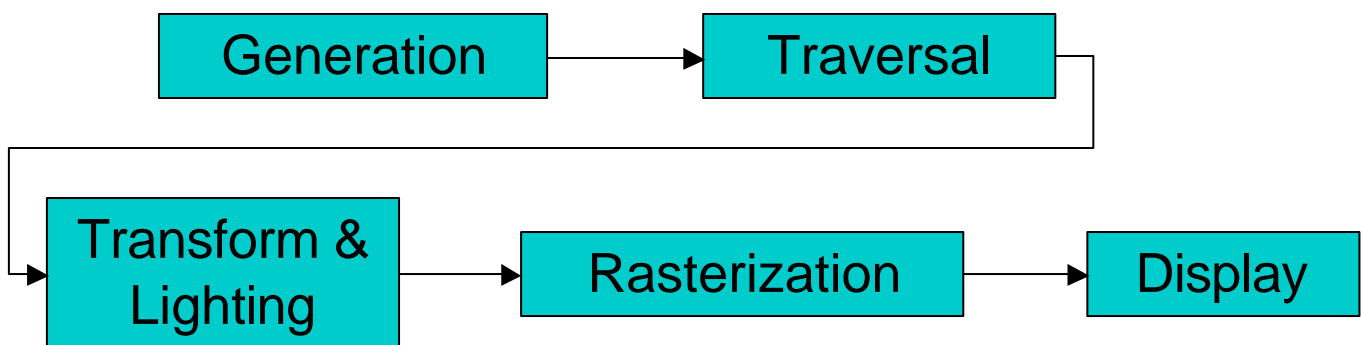 Generation
Traversal
Transform &
Lighting
Rasterization
Display